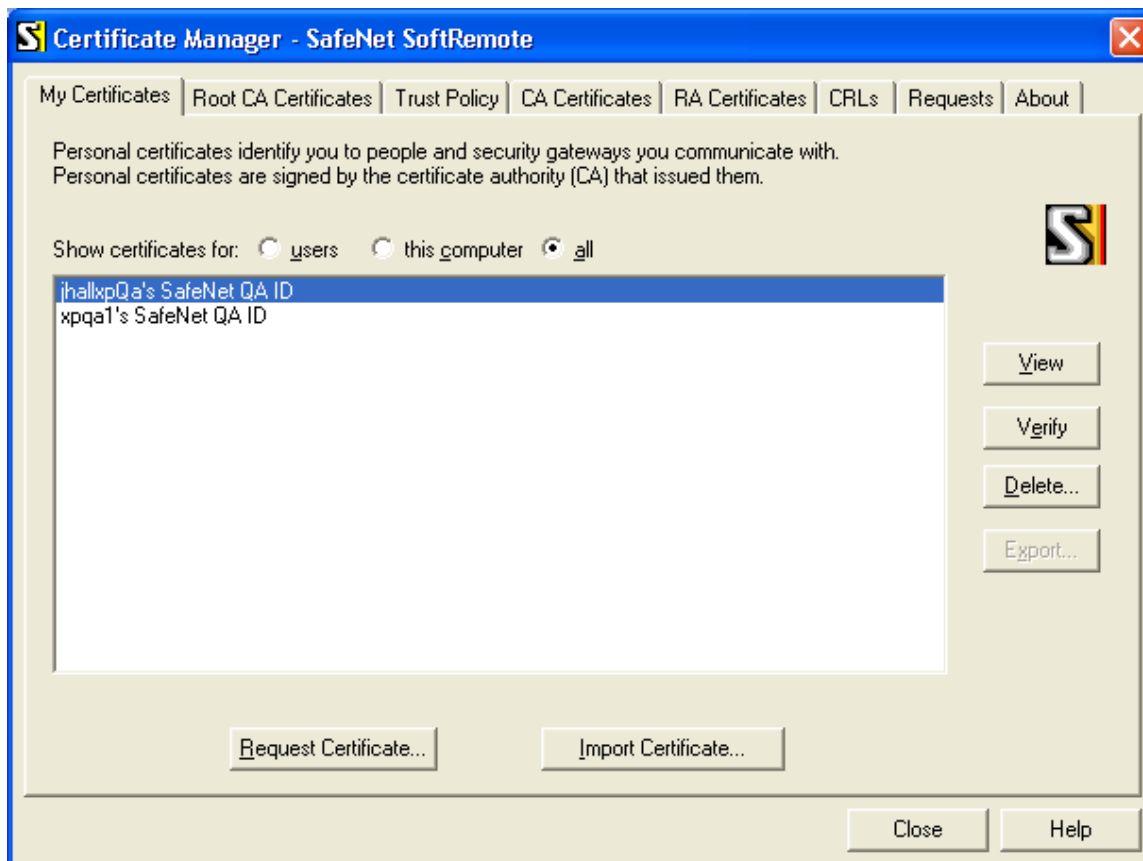 Certificate Manager - SafeNet SoftRemote
My Certificates Root CA Certificates Trust Policy CA Certificates RA Certificates CRLs Requests About
Personal certificates identify you to people and security gateways you communicate with.
Personal certificates are signed by the certificate authority (CA) that issued them.
Show certificates for: users this computer all
jhallxpQa's SafeNet QA ID
xpqa1's SafeNet QA ID
View
Verify
Delete...
Export...
Request Certificate... Import Certificate...
Close Help